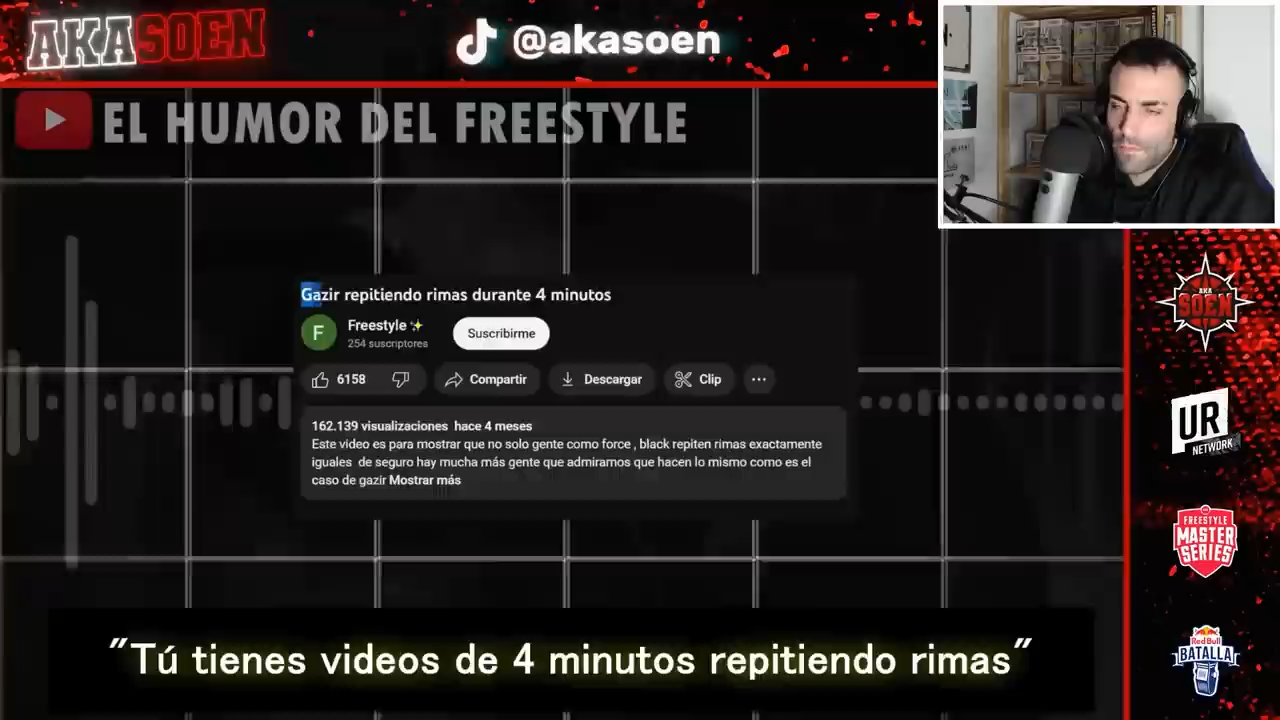 AKASOEN
@akasoen
EL HUMOR DEL FREESTYLE
Gazir repitiendo rimas durante 4 minutos
F
Freestyle✨
254 suscriptores
Suscribirme
6158
Compartir
Descargar
Clip
162.139 visualizaciones hace 4 meses
Este video es para mostrar que no solo gente como force , black repiten rimas exactamente
iguales de seguro hay mucha más gente que admiramos que hacen lo mismo como es el
caso de gazir Mostrar más
"Tú tienes videos de 4 minutos repitiendo rimas"
AKA
SOEN
UR
NETWORK
FREESTYLE
MASTER
SERIES
Red Bull
BATALLA